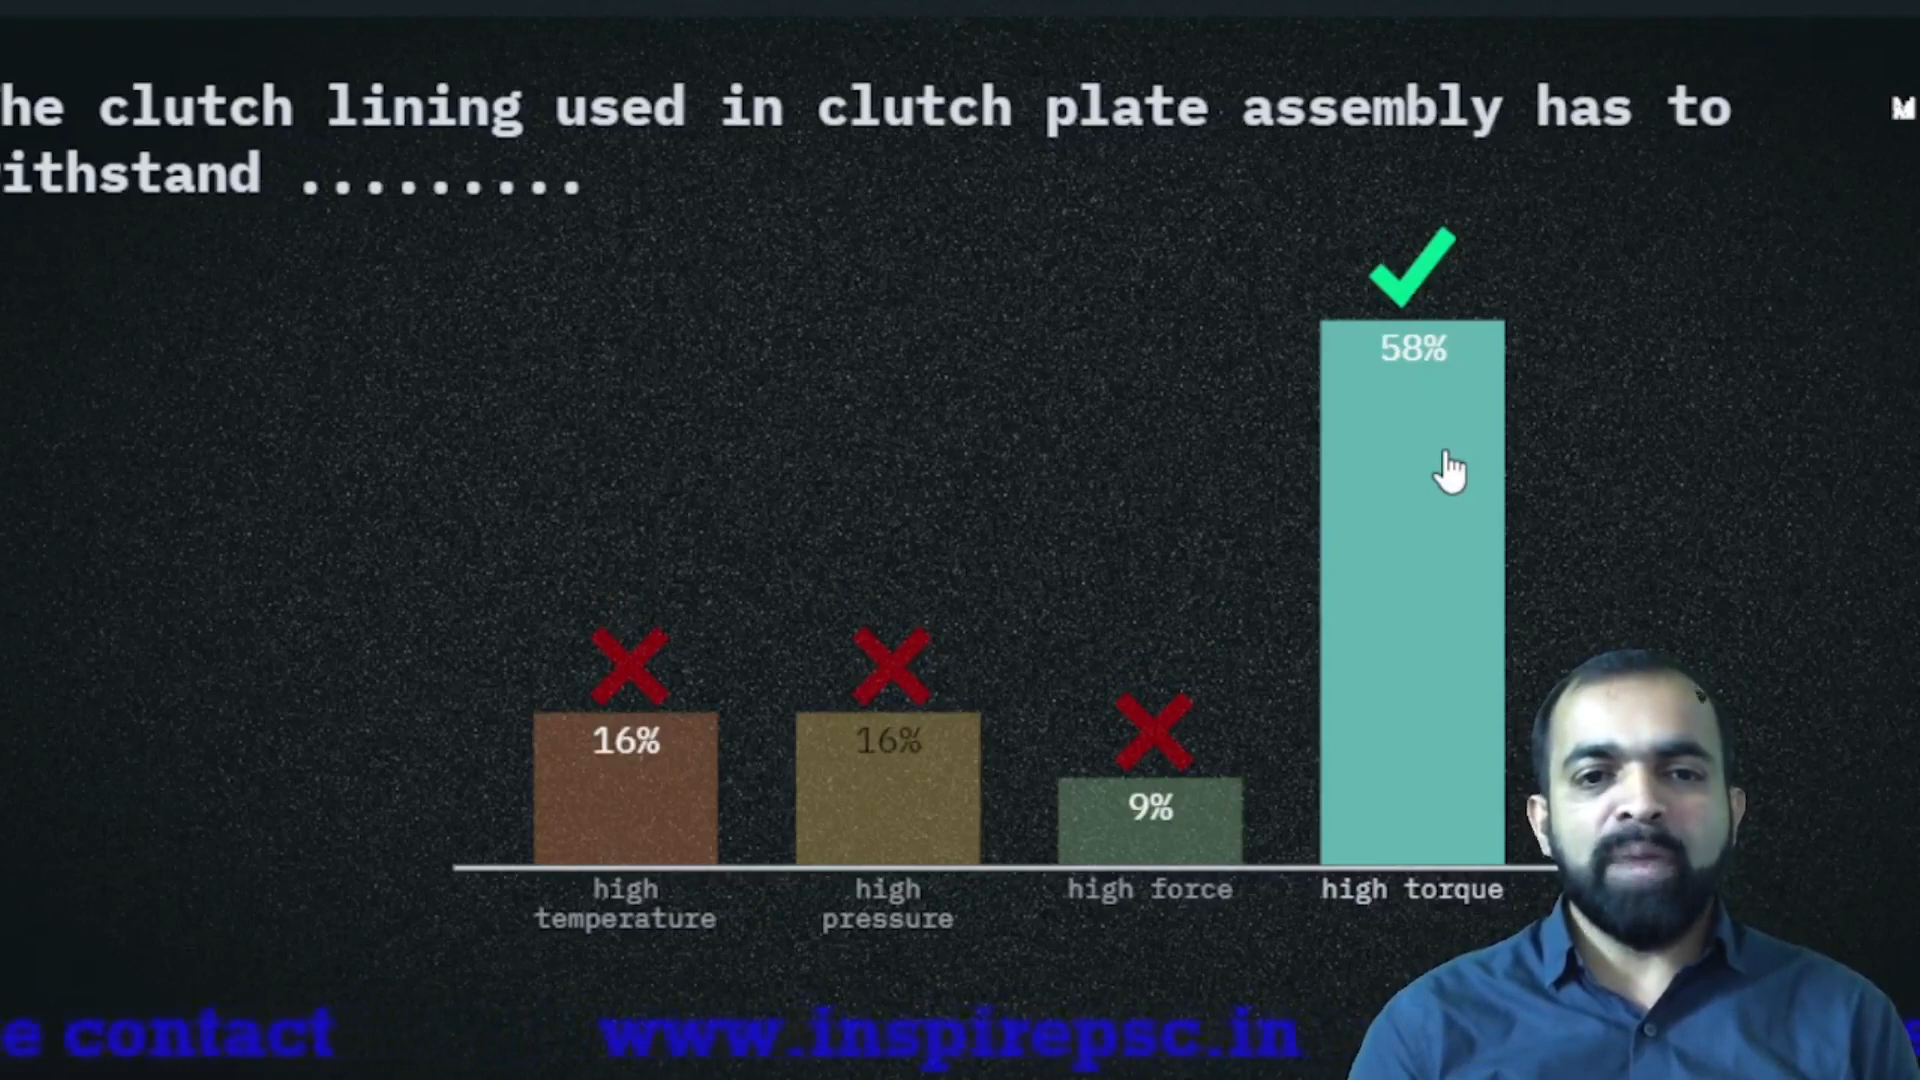 he clutch lining used in clutch plate assembly has to
ithstand .........
58%
16%
16%
9%
high temperature
high pressure
high force
high torque
e contact www.inspirepsc.in